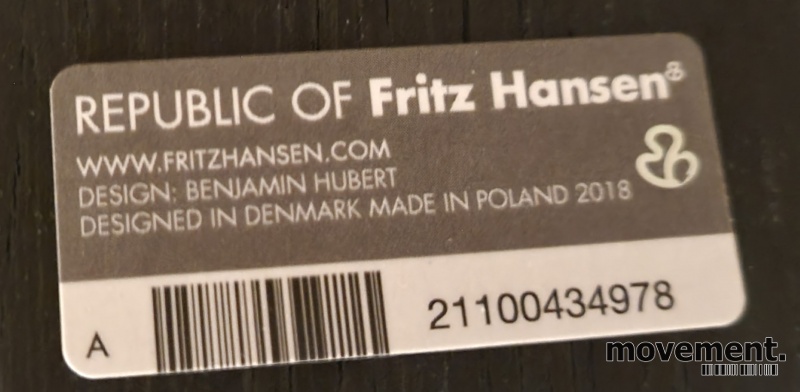 REPUBLIC OF Fritz Hansen®
WWW.FRITZHANSEN.COM
DESIGN: BENJAMIN HUBERT
DESIGNED IN DENMARK MADE IN POLAND 2018
A 21100434978
movement.